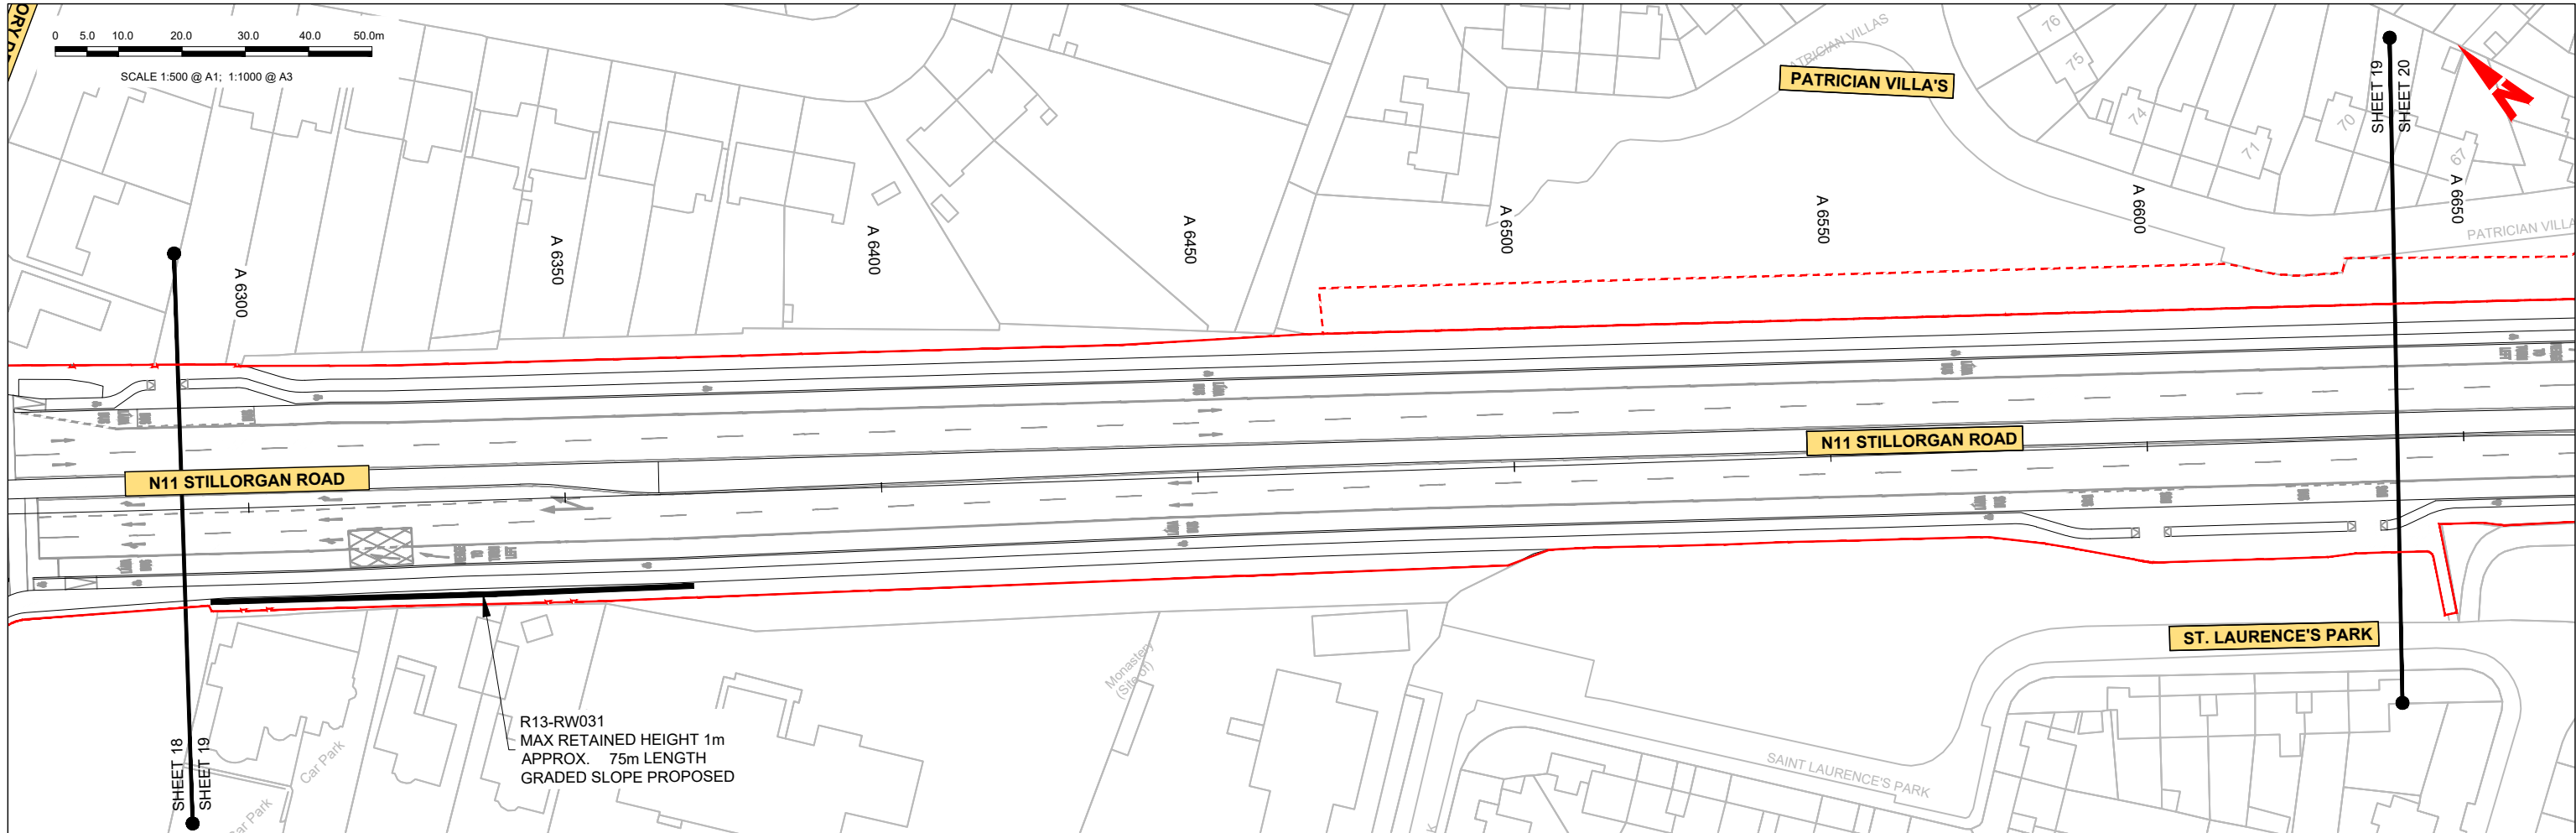 0 5.0 10.0 20.0 30.0 40.0 50.0m
SCALE 1:500 @ A1; 1:1000 @ A3
PATRICIAN VILLA'S
76
75
74
71
70
67
SHEET 19
SHEET 20
PATRICIAN VILLA
A 6300
A 6350
A 6400
A 6450
A 6500
A 6550
A 6600
A 6650
N11 STILLORGAN ROAD
N11 STILLORGAN ROAD
ST. LAURENCE'S PARK
R13-RW031
MAX RETAINED HEIGHT 1m
APPROX. 75m LENGTH
GRADED SLOPE PROPOSED
SHEET 18
SHEET 19
Car Park
Car Park
Monastery
(Site of)
SAINT LAURENCE'S PARK
N